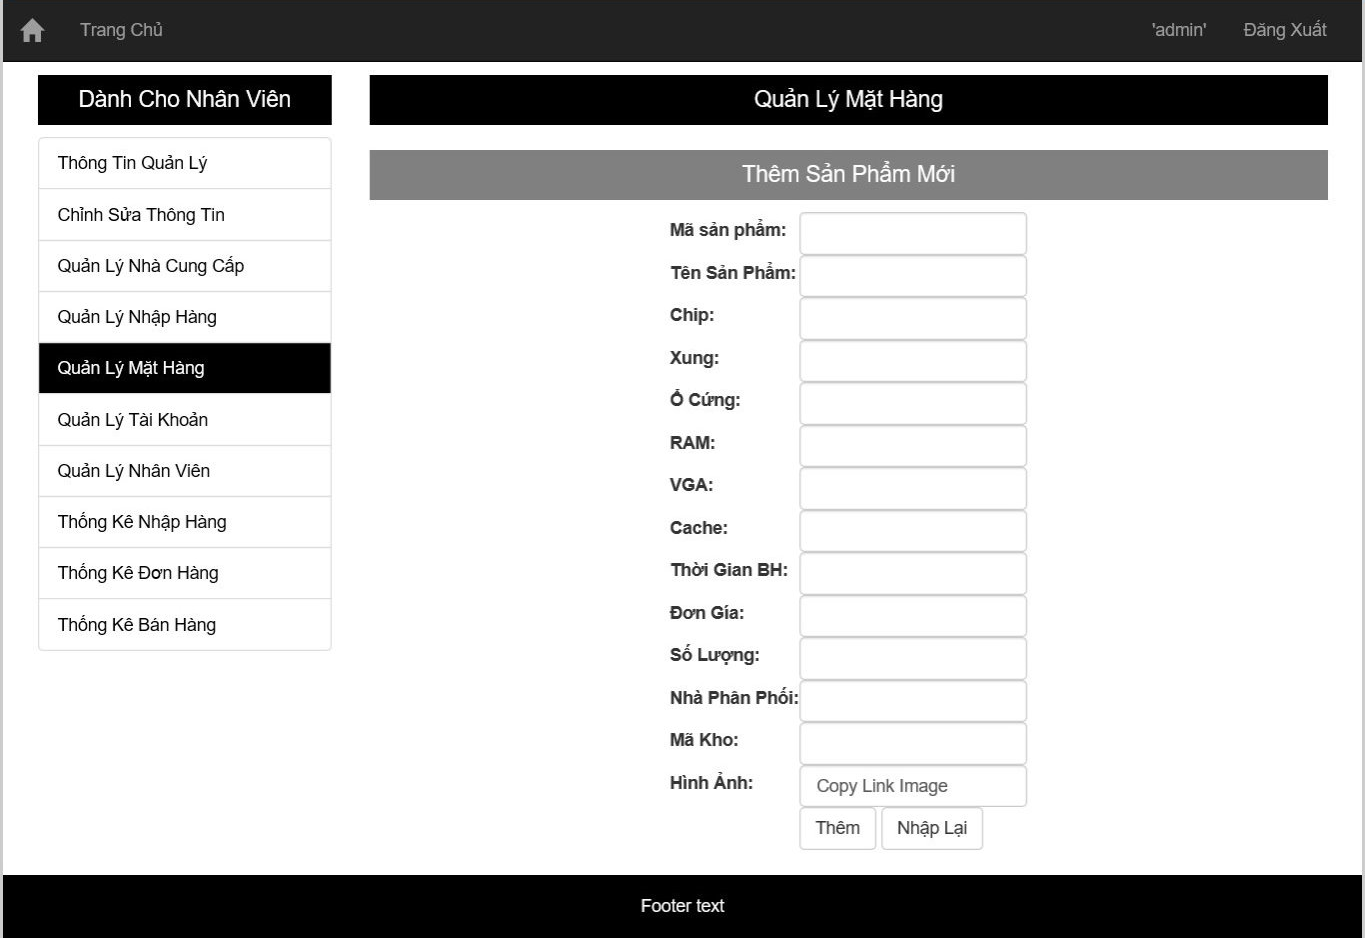 Trang Chủ
'admin'
Đăng Xuất
Dành Cho Nhân Viên
Thông Tin Quản Lý
Chỉnh Sửa Thông Tin
Quản Lý Nhà Cung Cấp
Quản Lý Nhập Hàng
Quản Lý Mặt Hàng
Quản Lý Tài Khoản
Quản Lý Nhân Viên
Thống Kê Nhập Hàng
Thống Kê Đơn Hàng
Thống Kê Bán Hàng
Quản Lý Mặt Hàng
Thêm Sản Phẩm Mới
Mã sản phẩm:
Tên Sản Phẩm:
Chip:
Xung:
Ổ Cứng:
RAM:
VGA:
Cache:
Thời Gian BH:
Đơn Gía:
Số Lượng:
Nhà Phân Phối:
Mã Kho:
Hình Ảnh: Copy Link Image
Thêm Nhập Lại
Footer text